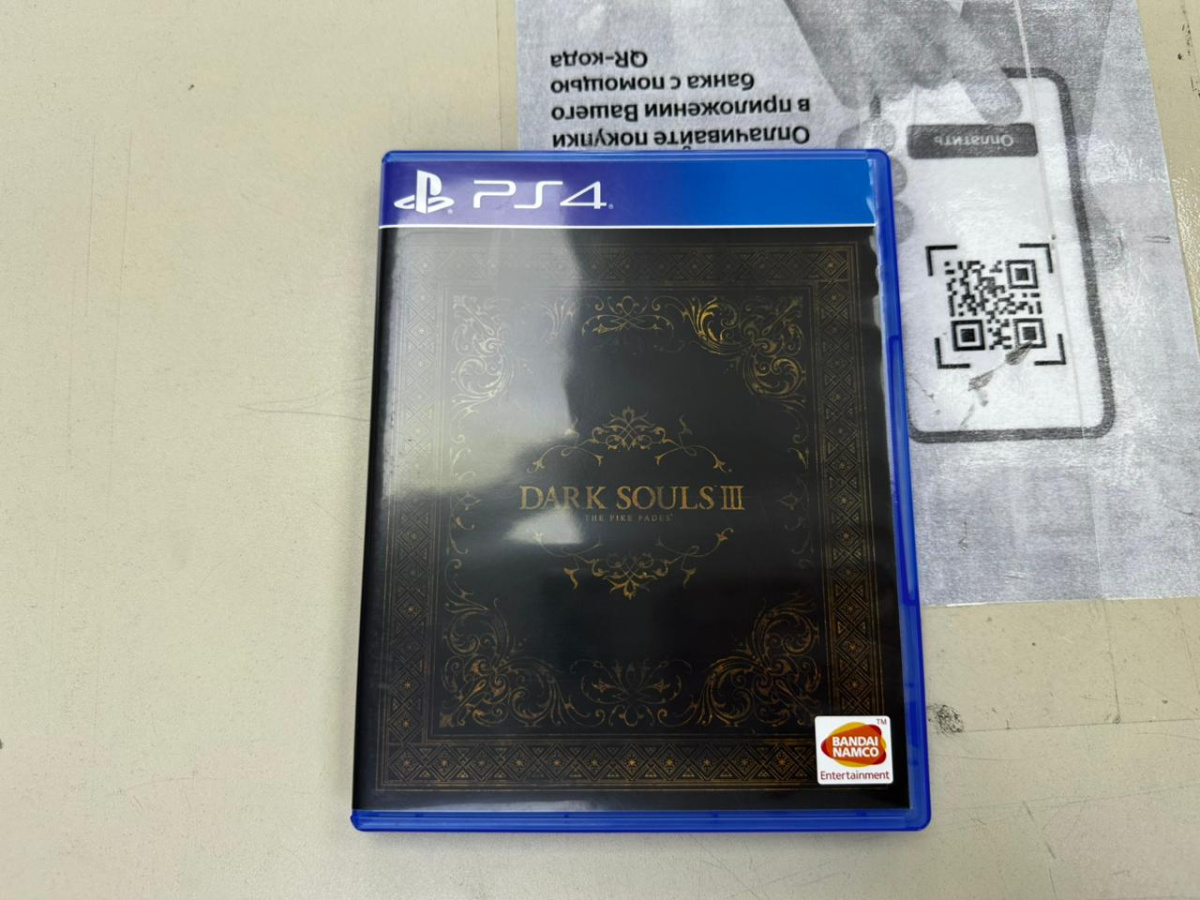 Оплачивайте покупки
в приложении Вашего
банка с помощью
QR-кода
Оплатить
PS4
DARK SOULS III
THE FIRE FADES
BANDAI
NAMCO
Entertainment
TM